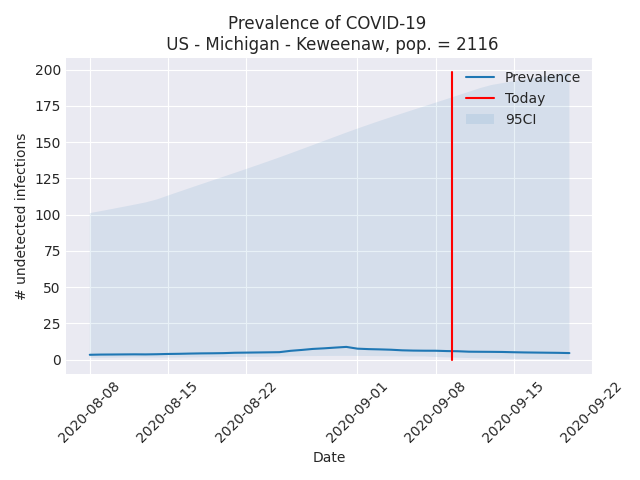 Prevalence of COVID-19
US - Michigan - Keweenaw, pop. = 2116
# undetected infections
200
175
150
125
100
75
50
25
0
Prevalence
Today
95CI
2020-08-08
2020-08-15
2020-08-22
2020-09-01
2020-09-08
2020-09-15
2020-09-22
Date